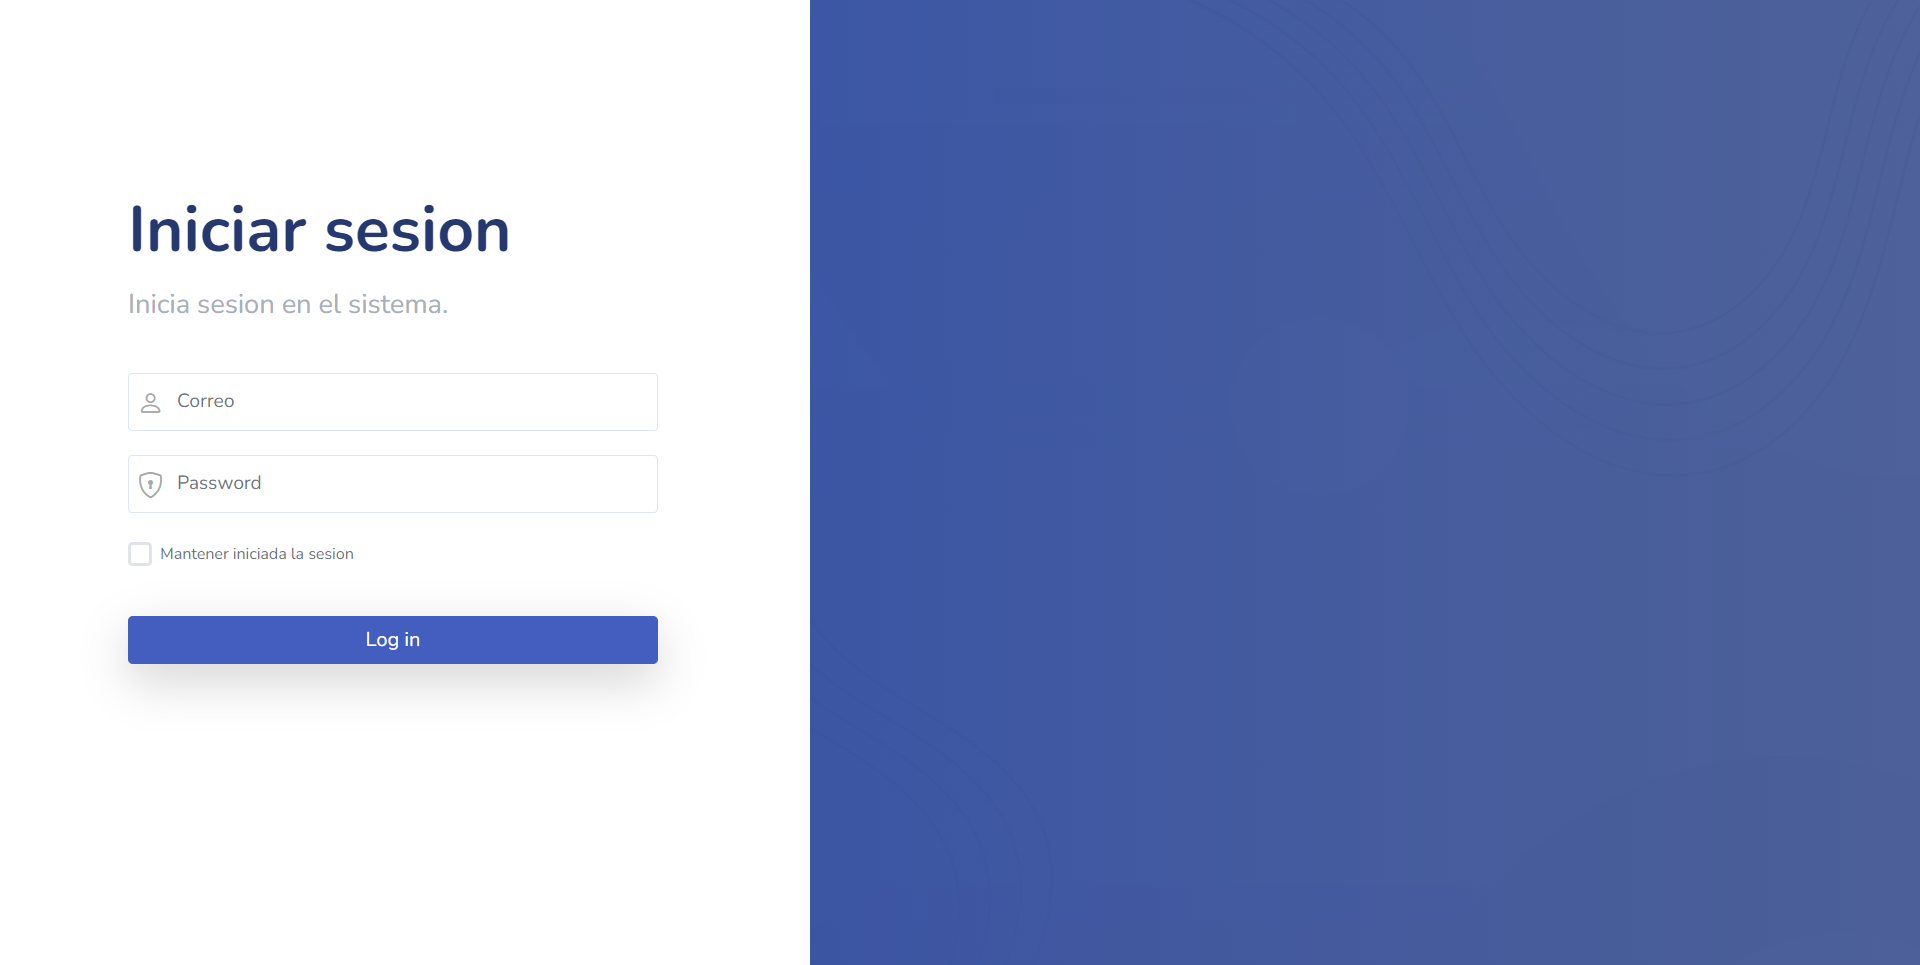 Iniciar sesion
Inicia sesion en el sistema.
Correo
Password
Mantener iniciada la sesion
Log in